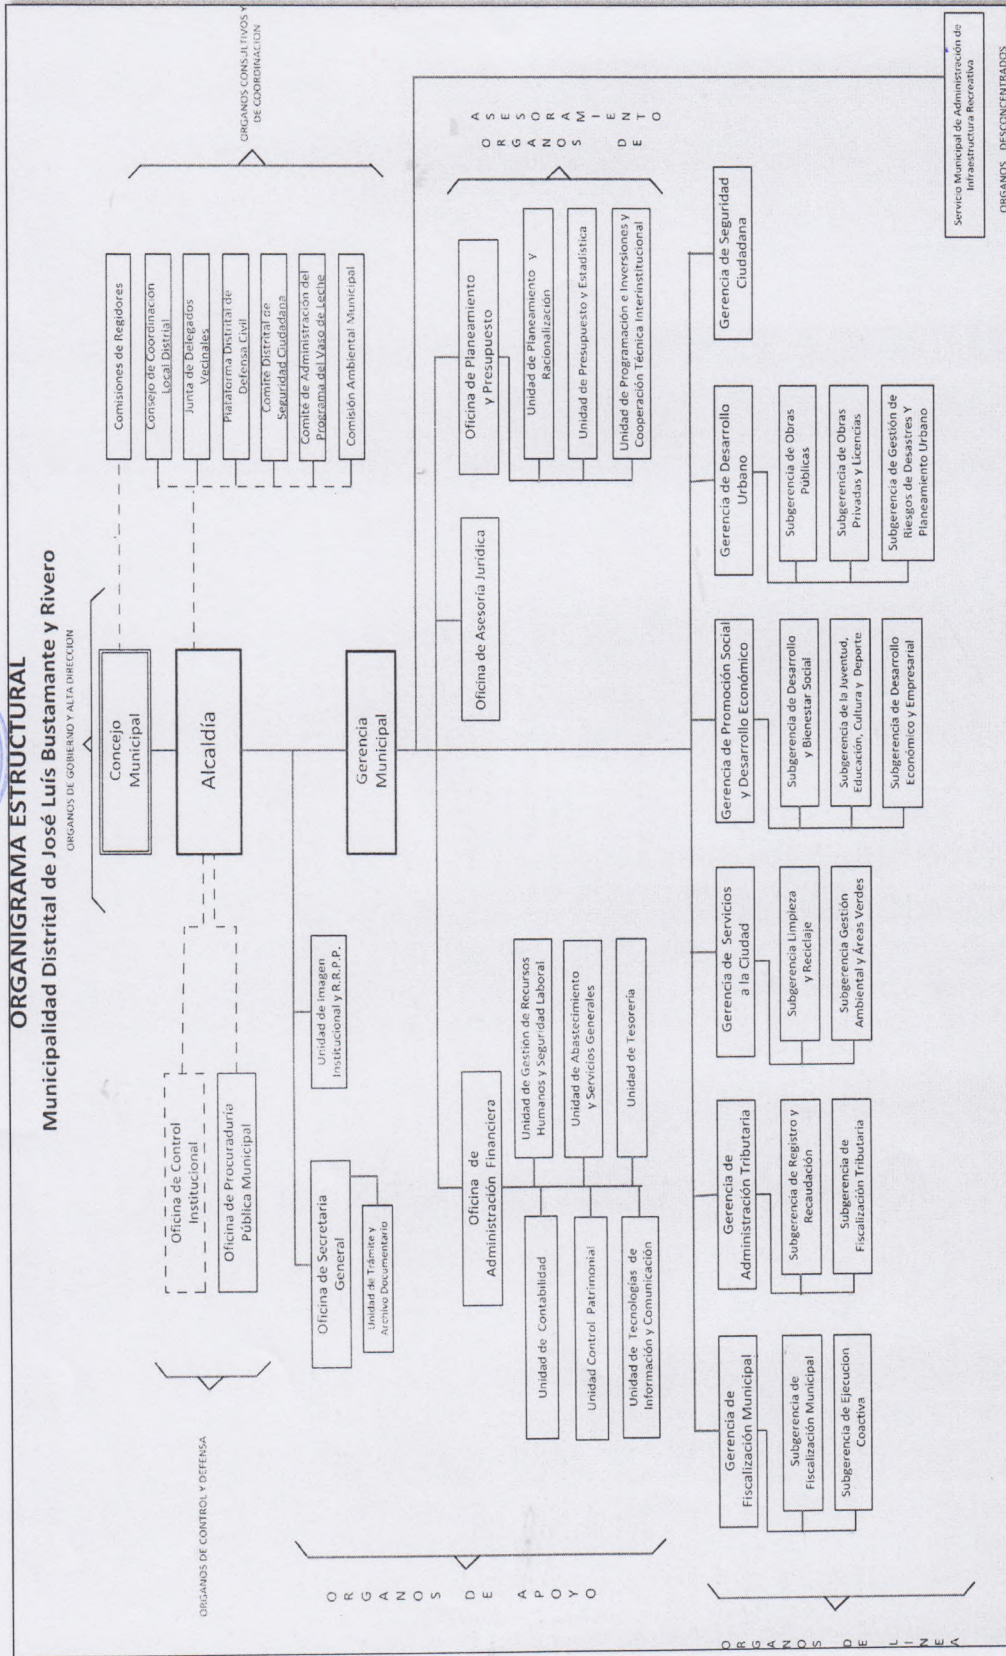 ORGANIGRAMA ESTRUCTURAL
Municipalidad Distrital de José Luís Bustamante y Rivero
ORGANOS DE GOBIERNO Y ALTA DIRECCION
Concejo
Municipal
Alcaldía
Gerencia
Municipal
ORGANOS CONSULTIVOS Y
DE COORDINACION
Comisiones de Regidores
Consejo de Coordinación
Local Distrial
Junta de Delegados
Vecinales
Plataforma Distrital de
Defensa Civil
Comité Distrital de
Seguridad Ciudadana
Comité de Administración del
Programa del Vaso de Leche
Comisión Ambiental Municipal
ORGANOS DE CONTROL Y DEFENSA
Oficina de Control
Institucional
Oficina de Procuraduría
Pública Municipal
ORGANOS DE APOYO
Oficina de Secretaria
General
Unidad de Trámite y
Archivo Documentario
Unidad de imagen
Institucional y R.R.P.P.
Oficina de
Administración Financiera
Unidad de Contabilidad
Unidad de Gestión de Recursos
Humanos y Seguridad Laboral
Unidad Control Patrimonial
Unidad de Abastecimiento
y Servicios Generales
Unidad de Tecnologías de
Información y Comunicación
Unidad de Tesorería
Oficina de Asesoría Jurídica
Oficina de Planeamiento
y Presupuesto
Unidad de Planeamiento y
Racionalización
Unidad de Presupuesto y Estadística
Unidad de Programación e Inversiones y
Cooperación Técnica Interinstitucional
ORGANOS DE
ASESORAMIENTO
ORGANOS DE LINEA
Gerencia de
Fiscalización Municipal
Subgerencia de
Fiscalización Municipal
Subgerencia de Ejecucion
Coactiva
Gerencia de
Administración Tributaria
Subgerencia de Registro y
Recaudación
Subgerencia de
Fiscalización Tributaria
Gerencia de Servicios
a la Ciudad
Subgerencia Limpieza
y Reciclaje
Subgerencia Gestión
Ambiental y Áreas Verdes
Gerencia de Promoción Social
y Desarrollo Económico
Subgerencia de Desarrollo
y Bienestar Social
Subgerencia de la Juventud,
Educación, Cultura y Deporte
Subgerencia de Desarrollo
Económico y Empresarial
Gerencia de Desarrollo
Urbano
Subgerencia de Obras
Públicas
Subgerencia de Obras
Privadas y Licencias
Subgerencia de Gestión de
Riesgos de Desastres Y
Planeamiento Urbano
Gerencia de Seguridad
Ciudadana
Servicio Municipal de Administración de
Infraestructura Recreativa
ORGANOS DESCONCENTRADOS